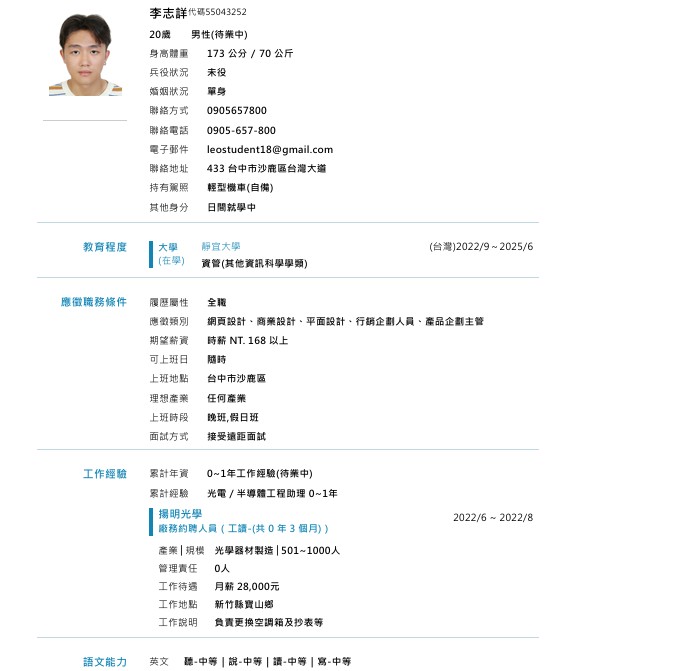 李志詳代碼55043252
20歲 男性(待業中)
身高體重 173 公分 / 70 公斤
兵役狀況 未役
婚姻狀況 單身
聯絡方式 0905657800
聯絡電話 0905-657-800
電子郵件 leostudent18@gmail.com
聯絡地址 433 台中市沙鹿區台灣大道
持有駕照 輕型機車(自備)
其他身分 日間就學中
教育程度 大學 靜宜大學 (台灣)2022/9 ~ 2025/6
(在學) 資管(其他資訊科學學類)
應徵職務條件 履歷屬性 全職
應徵類別 網頁設計、商業設計、平面設計、行銷企劃人員、產品企劃主管
期望薪資 時薪 NT. 168 以上
可上班日 隨時
上班地點 台中市沙鹿區
理想產業 任何產業
上班時段 晚班,假日班
面試方式 接受遠距面試
工作經驗 累計年資 0~1年工作經驗(待業中)
累計經驗 光電 / 半導體工程助理 0~1年
揚明光學 2022/6 ~ 2022/8
廠務約聘人員 ( 工讀-(共 0 年 3 個月) )
產業 | 規模 光學器材製造 | 501~1000人
管理責任 0人
工作待遇 月薪 28,000元
工作地點 新竹縣寶山鄉
工作說明 負責更換空調箱及抄表等
語文能力 英文 聽-中等 | 說-中等 | 讀-中等 | 寫-中等